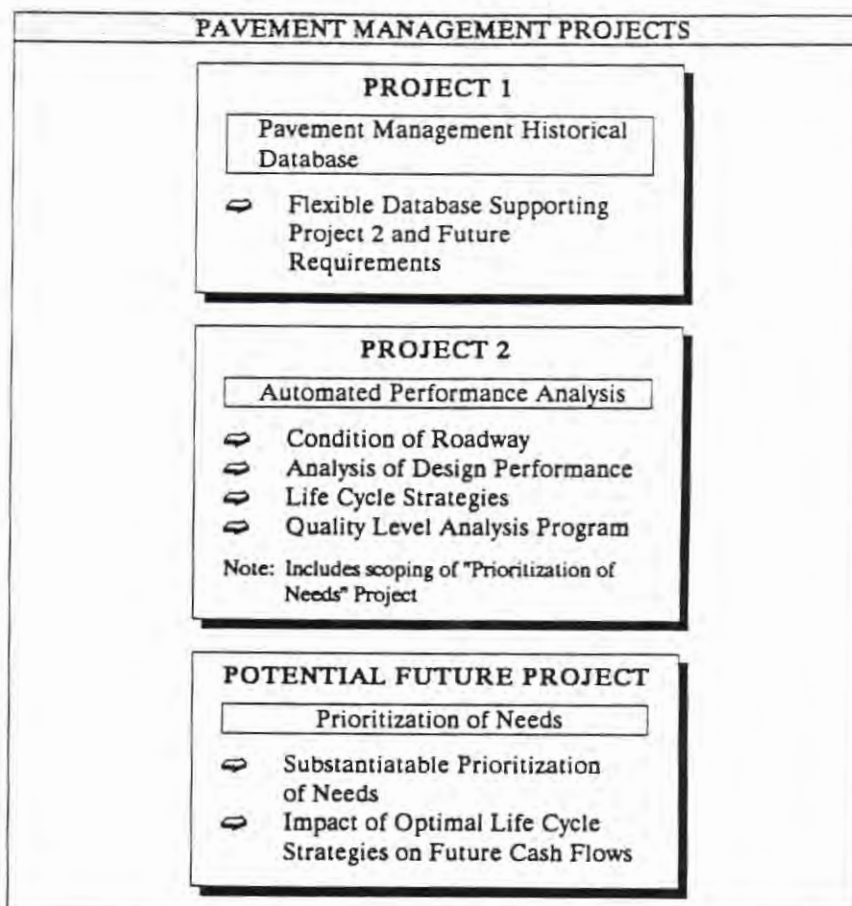 PAVEMENT MANAGEMENT PROJECTS
PROJECT 1
Pavement Management Historical
Database
Flexible Database Supporting
Project 2 and Future
Requirements
PROJECT 2
Automated Performance Analysis
Condition of Roadway
Analysis of Design Performance
Life Cycle Strategies
Quality Level Analysis Program
Note: Includes scoping of "Prioritization of
Needs" Project
POTENTIAL FUTURE PROJECT
Prioritization of Needs
Substantiatable Prioritization
of Needs
Impact of Optimal Life Cycle
Strategies on Future Cash Flows